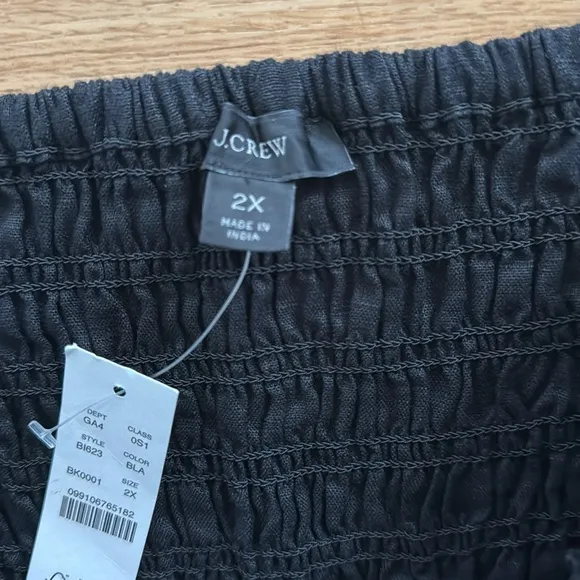 J.CREW
2X
MADE IN
INDIA
DEPT CLASS
GA4 0S1
STYLE COLOR
BI623 BLA
SIZE
BK0001 2X
099106765182